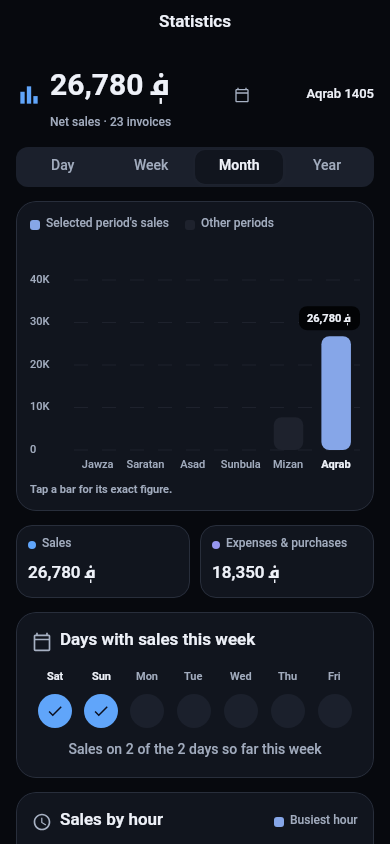 Statistics
26,780 ؋
Aqrab 1405
Net sales · 23 invoices
Day Week Month Year
Selected period's sales Other periods
40K
30K
26,780 ؋
20K
10K
0
Jawza Saratan Asad Sunbula Mizan Aqrab
Tap a bar for its exact figure.
Sales Expenses & purchases
26,780 ؋ 18,350 ؋
Days with sales this week
Sat Sun Mon Tue Wed Thu Fri
Sales on 2 of the 2 days so far this week
Sales by hour Busiest hour